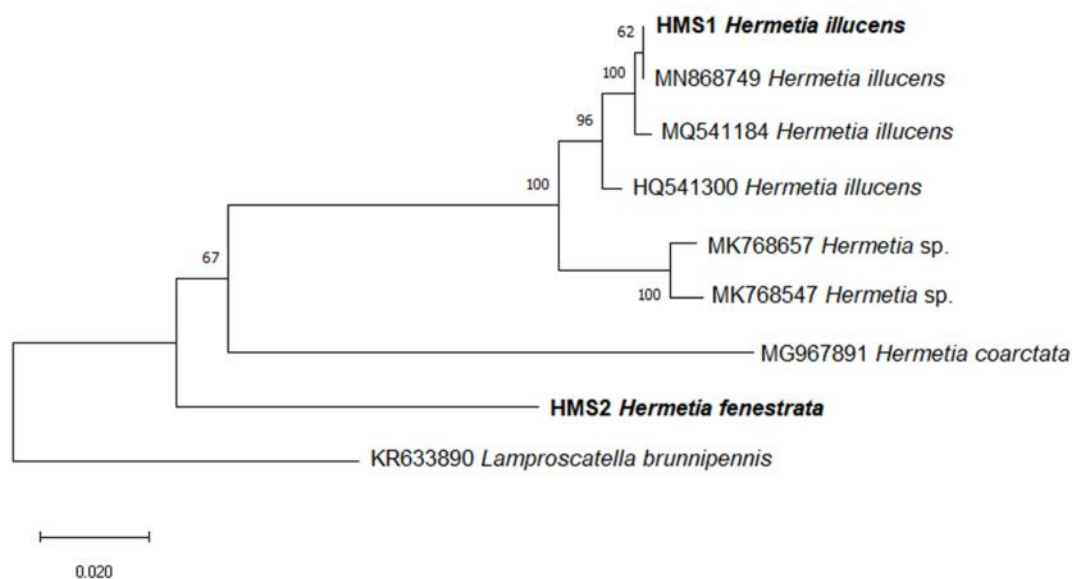 62
HMS1 Hermetia illucens
100
MN868749 Hermetia illucens
96
MQ541184 Hermetia illucens
100
HQ541300 Hermetia illucens
67
MK768657 Hermetia sp.
100
MK768547 Hermetia sp.
MG967891 Hermetia coarctata
HMS2 Hermetia fenestrata
KR633890 Lamproscatella brunnipennis
0.020